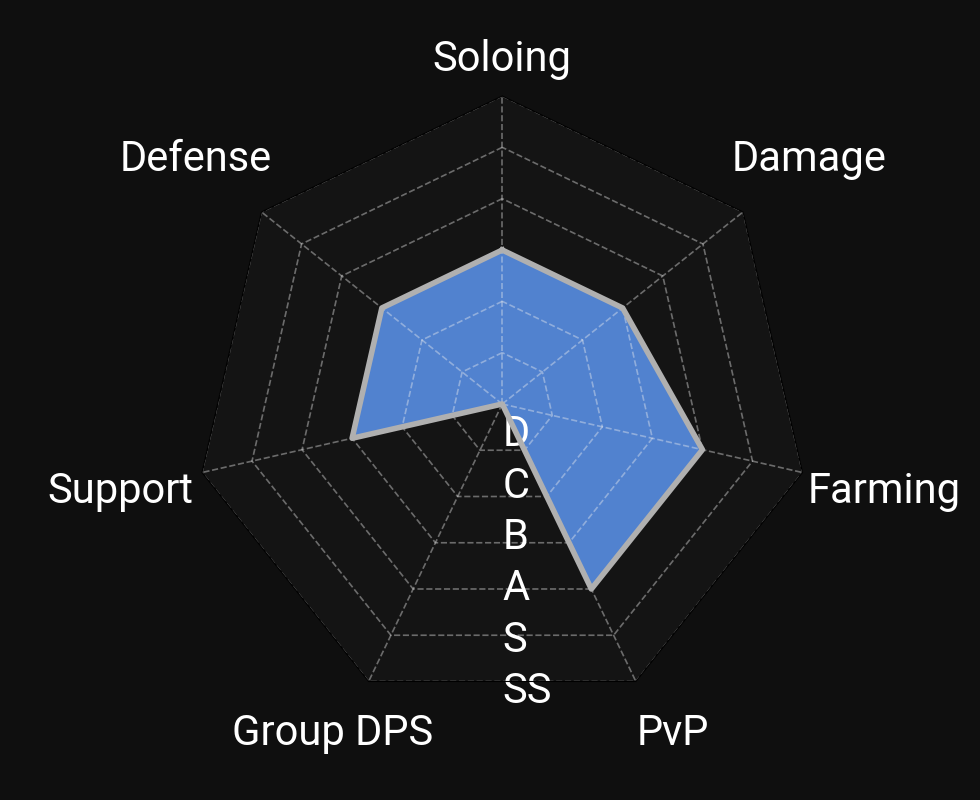 Soloing
Defense
Damage
D
C
Support
Farming
B
A
S
SS
Group DPS
PvP